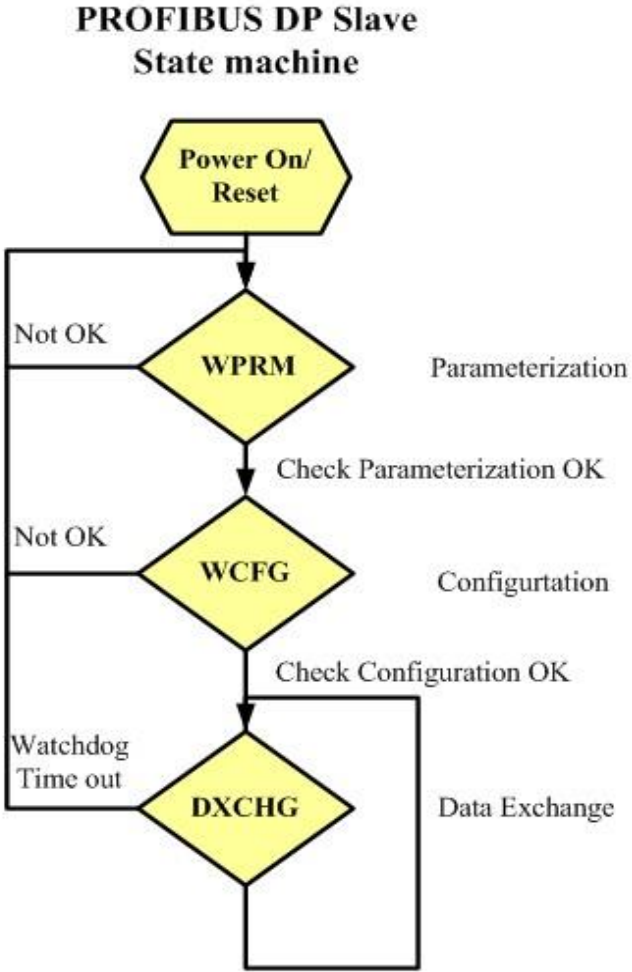 PROFIBUS DP Slave
State machine
Power On/
Reset
Not OK
WPRM
Parameterization
Check Parameterization OK
Not OK
WCFG
Configurtation
Check Configuration OK
Watchdog
Time out
DXCHG
Data Exchange